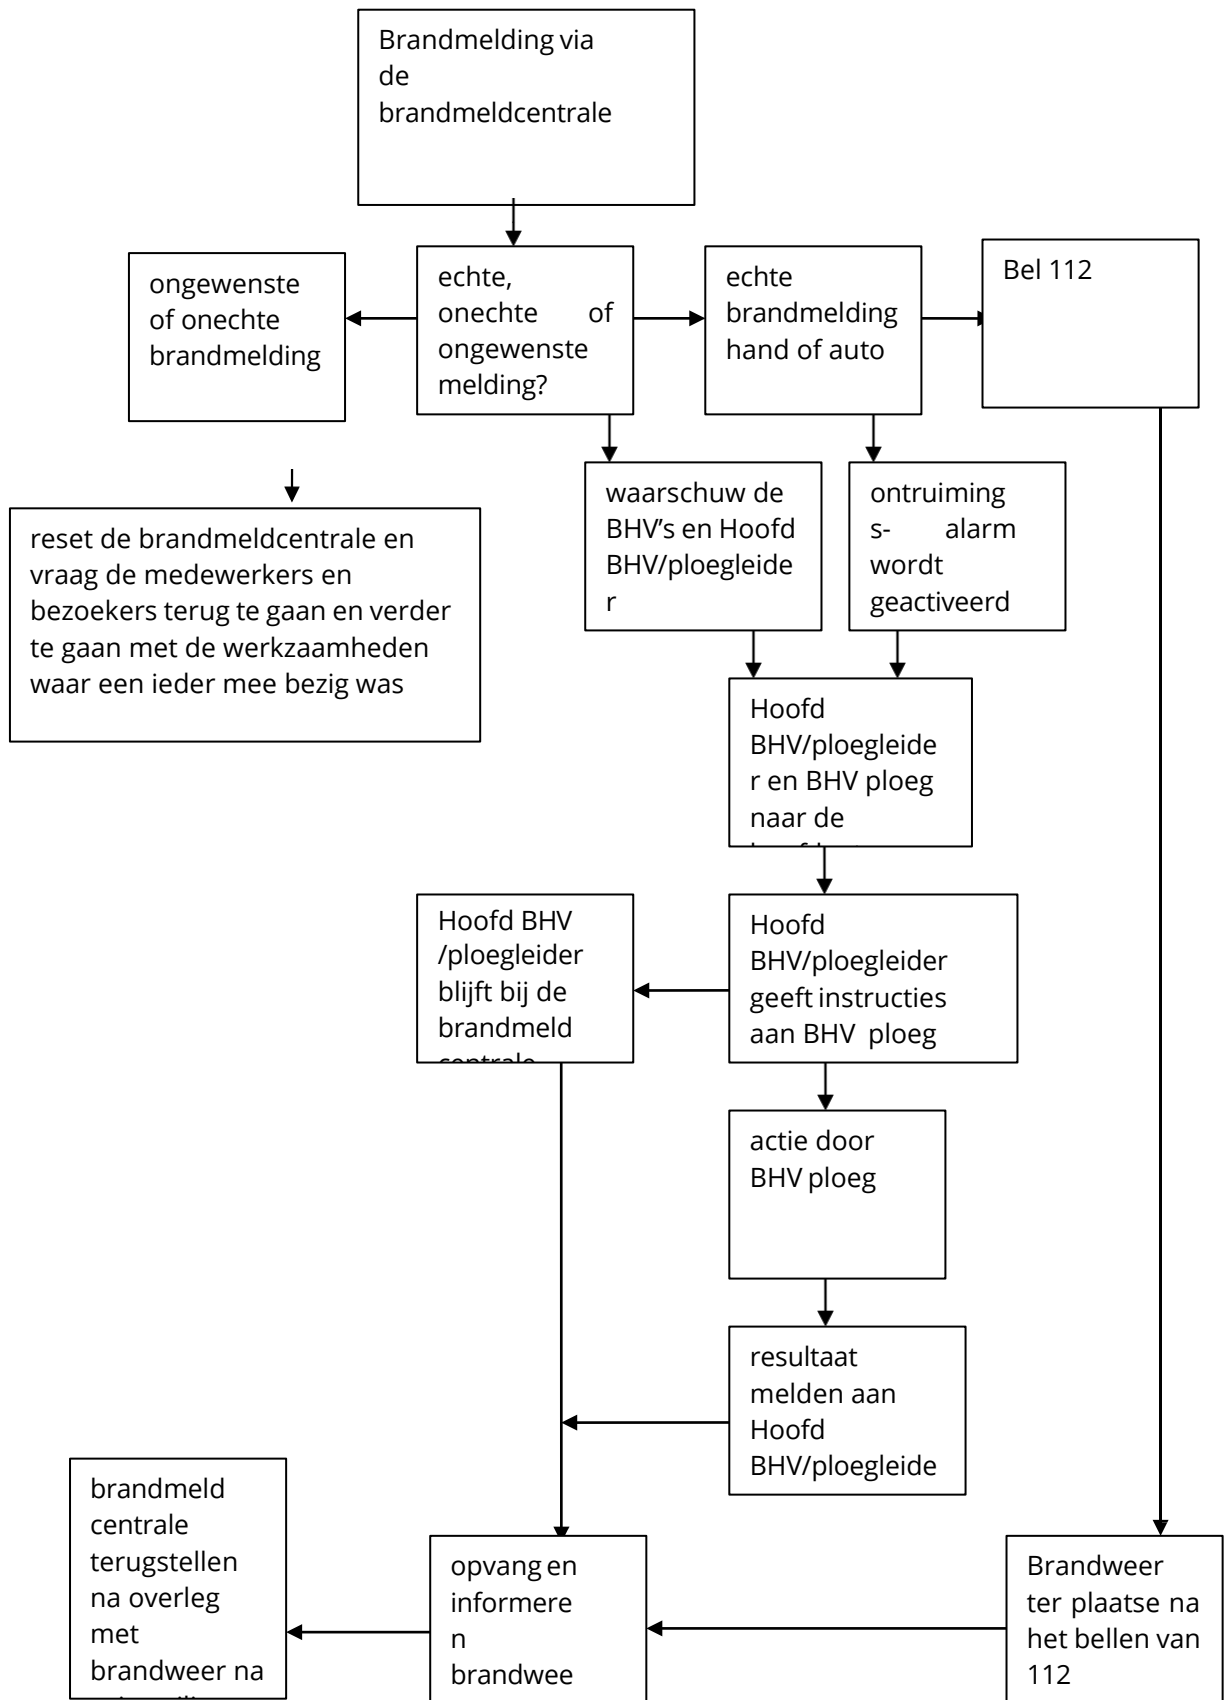 Brandmelding via
de
brandmeldcentrale
ongewenste
of onechte
brandmelding
echte,
onechte of
ongewenste
melding?
echte
brandmelding
hand of auto
Bel 112
reset de brandmeldcentrale en
vraag de medewerkers en
bezoekers terug te gaan en verder
te gaan met de werkzaamheden
waar een ieder mee bezig was
waarschuw de
BHV's en Hoofd
BHV/ploegleide
r
ontruiming
s- alarm
wordt
geactiveerd
Hoofd
BHV/ploegleide
r en BHV ploeg
naar de
Hoofd BHV
/ploegleider
blijft bij de
brandmeld
centrale
Hoofd
BHV/ploegleider
geeft instructies
aan BHV ploeg
actie door
BHV ploeg
resultaat
melden aan
Hoofd
BHV/ploegleide
brandmeld
centrale
terugstellen
na overleg
met
brandweer na
opvang en
informere
n
brandwee
Brandweer
ter plaatse na
het bellen van
112